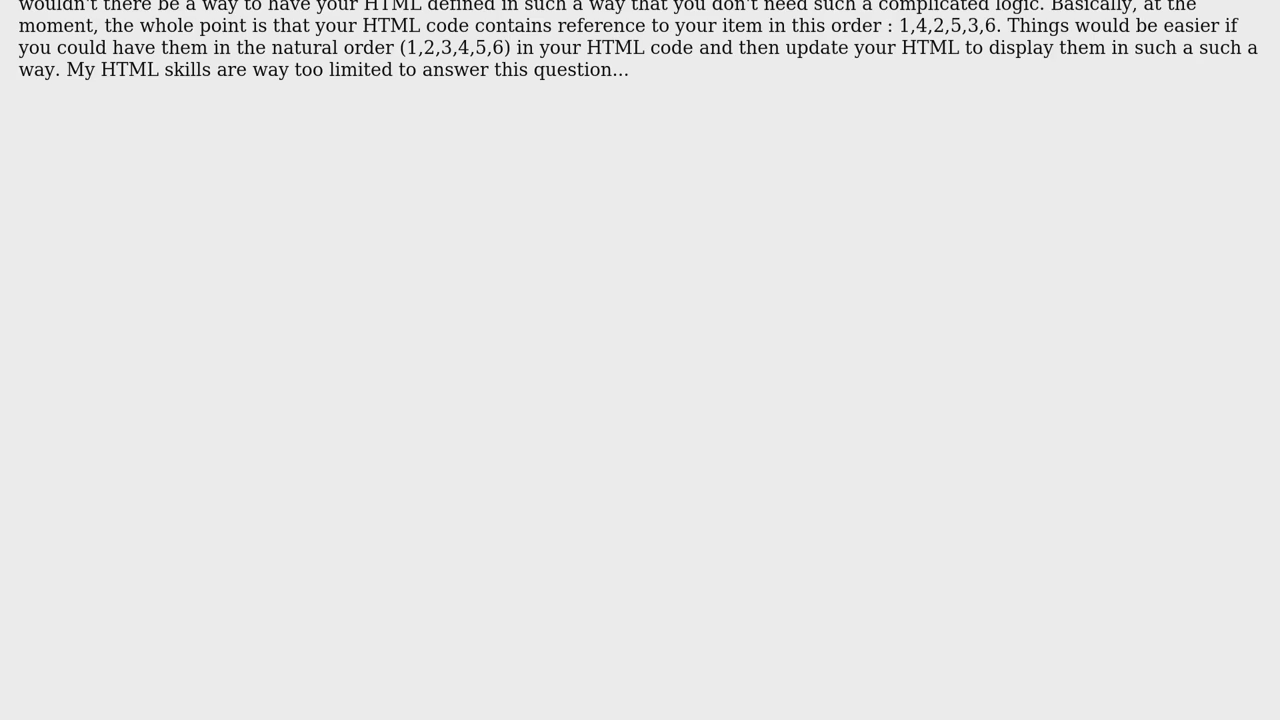 wouldn't there be a way to have your HTML defined in such a way that you don't need such a complicated logic. Basically, at the
moment, the whole point is that your HTML code contains reference to your item in this order : 1,4,2,5,3,6. Things would be easier if
you could have them in the natural order (1,2,3,4,5,6) in your HTML code and then update your HTML to display them in such a such a
way. My HTML skills are way too limited to answer this question...